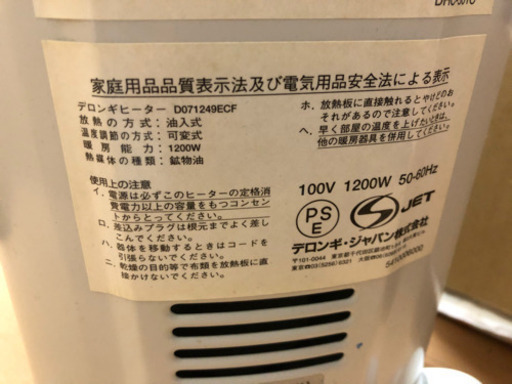 家庭用品品質表示法及び電気用品安全法による表示
デロンギヒーター D071249ECF
放熱の方式：油入式
温度調節の方式：可変式
暖房能力：1200W
熱媒体の種類：鉱物油
使用上の注意
イ. 電源は必ずこのヒーターの定格消
費電力以上の容量をもつコンセン
トからとってください。
ロ. 差込みプラグは根元までよく差し
こんでください。
ハ. 器体を移動するときはコードを
引張らないでください。
ニ. 乾燥の目的等で布類を放熱板に直
接かけないでください。
ホ. 放熱板に直接触れるとやけどのお
それがあるので注意してください。
ヘ. 早く部屋の温度を上げたいときは、
他の暖房器具を併用してください。
100V 1200W 50-60Hz
PS
E
JET
デロンギ・ジャパン株式会社
〒101-0044
5410006000